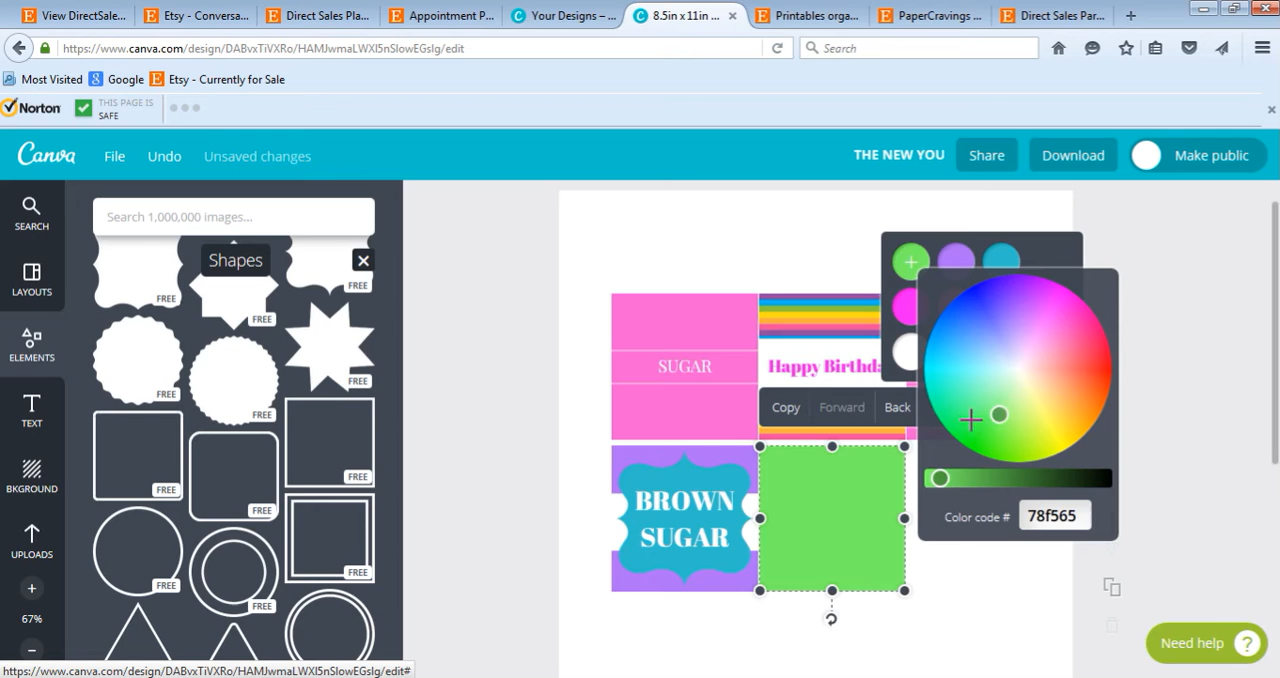 View DirectSale...
Etsy - Conversa...
Direct Sales Pla...
Appointment P...
Your Designs – ...
8.5in x 11in ...
Printables orga...
PaperCravings ...
Direct Sales Par...
https://www.canva.com/design/DABvxTiVXRo/HAMJwmaLWXI5nSlowEGsIg/edit
Search
Most Visited
Google
Etsy - Currently for Sale
Norton
THIS PAGE IS
SAFE
Canva
File
Undo
Unsaved changes
THE NEW YOU
Share
Download
Make public
SEARCH
LAYOUTS
ELEMENTS
TEXT
BKGROUND
UPLOADS
67%
Search 1,000,000 images...
Shapes
FREE
FREE
FREE
FREE
FREE
FREE
FREE
FREE
FREE
FREE
FREE
FREE
SUGAR
Happy Birthda
Copy
Forward
Back
BROWN
SUGAR
Color code #
78f565
Need help ?
https://www.canva.com/design/DABvxTiVXRo/HAMJwmaLWXI5nSlowEGsIg/edit#